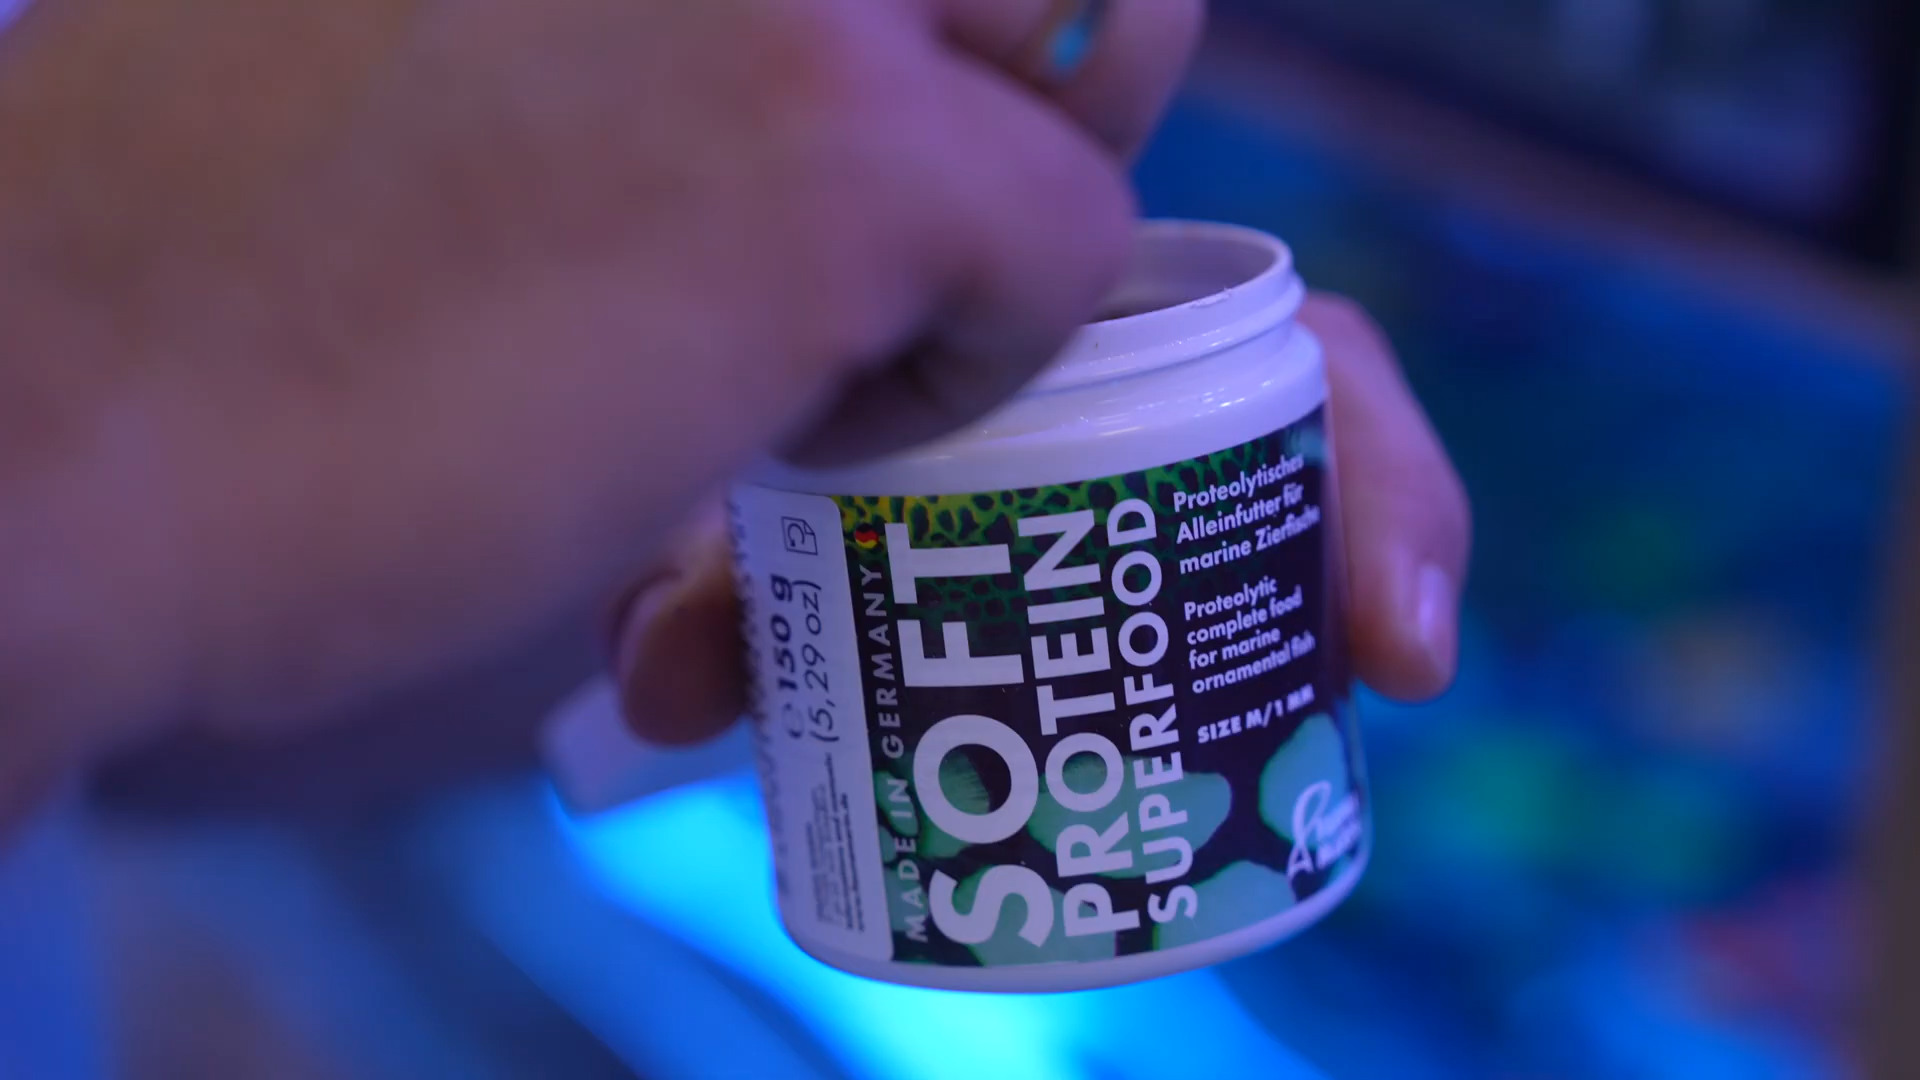 150 g
(5,29 oz)
MADE IN GERMANY
SOFT
PROTEIN
SUPERFOOD
Proteolytisches
Alleinfutter für
marine Zierfische
Proteolytic
complete food
for marine
ornamental fish
SIZE M/1 MM